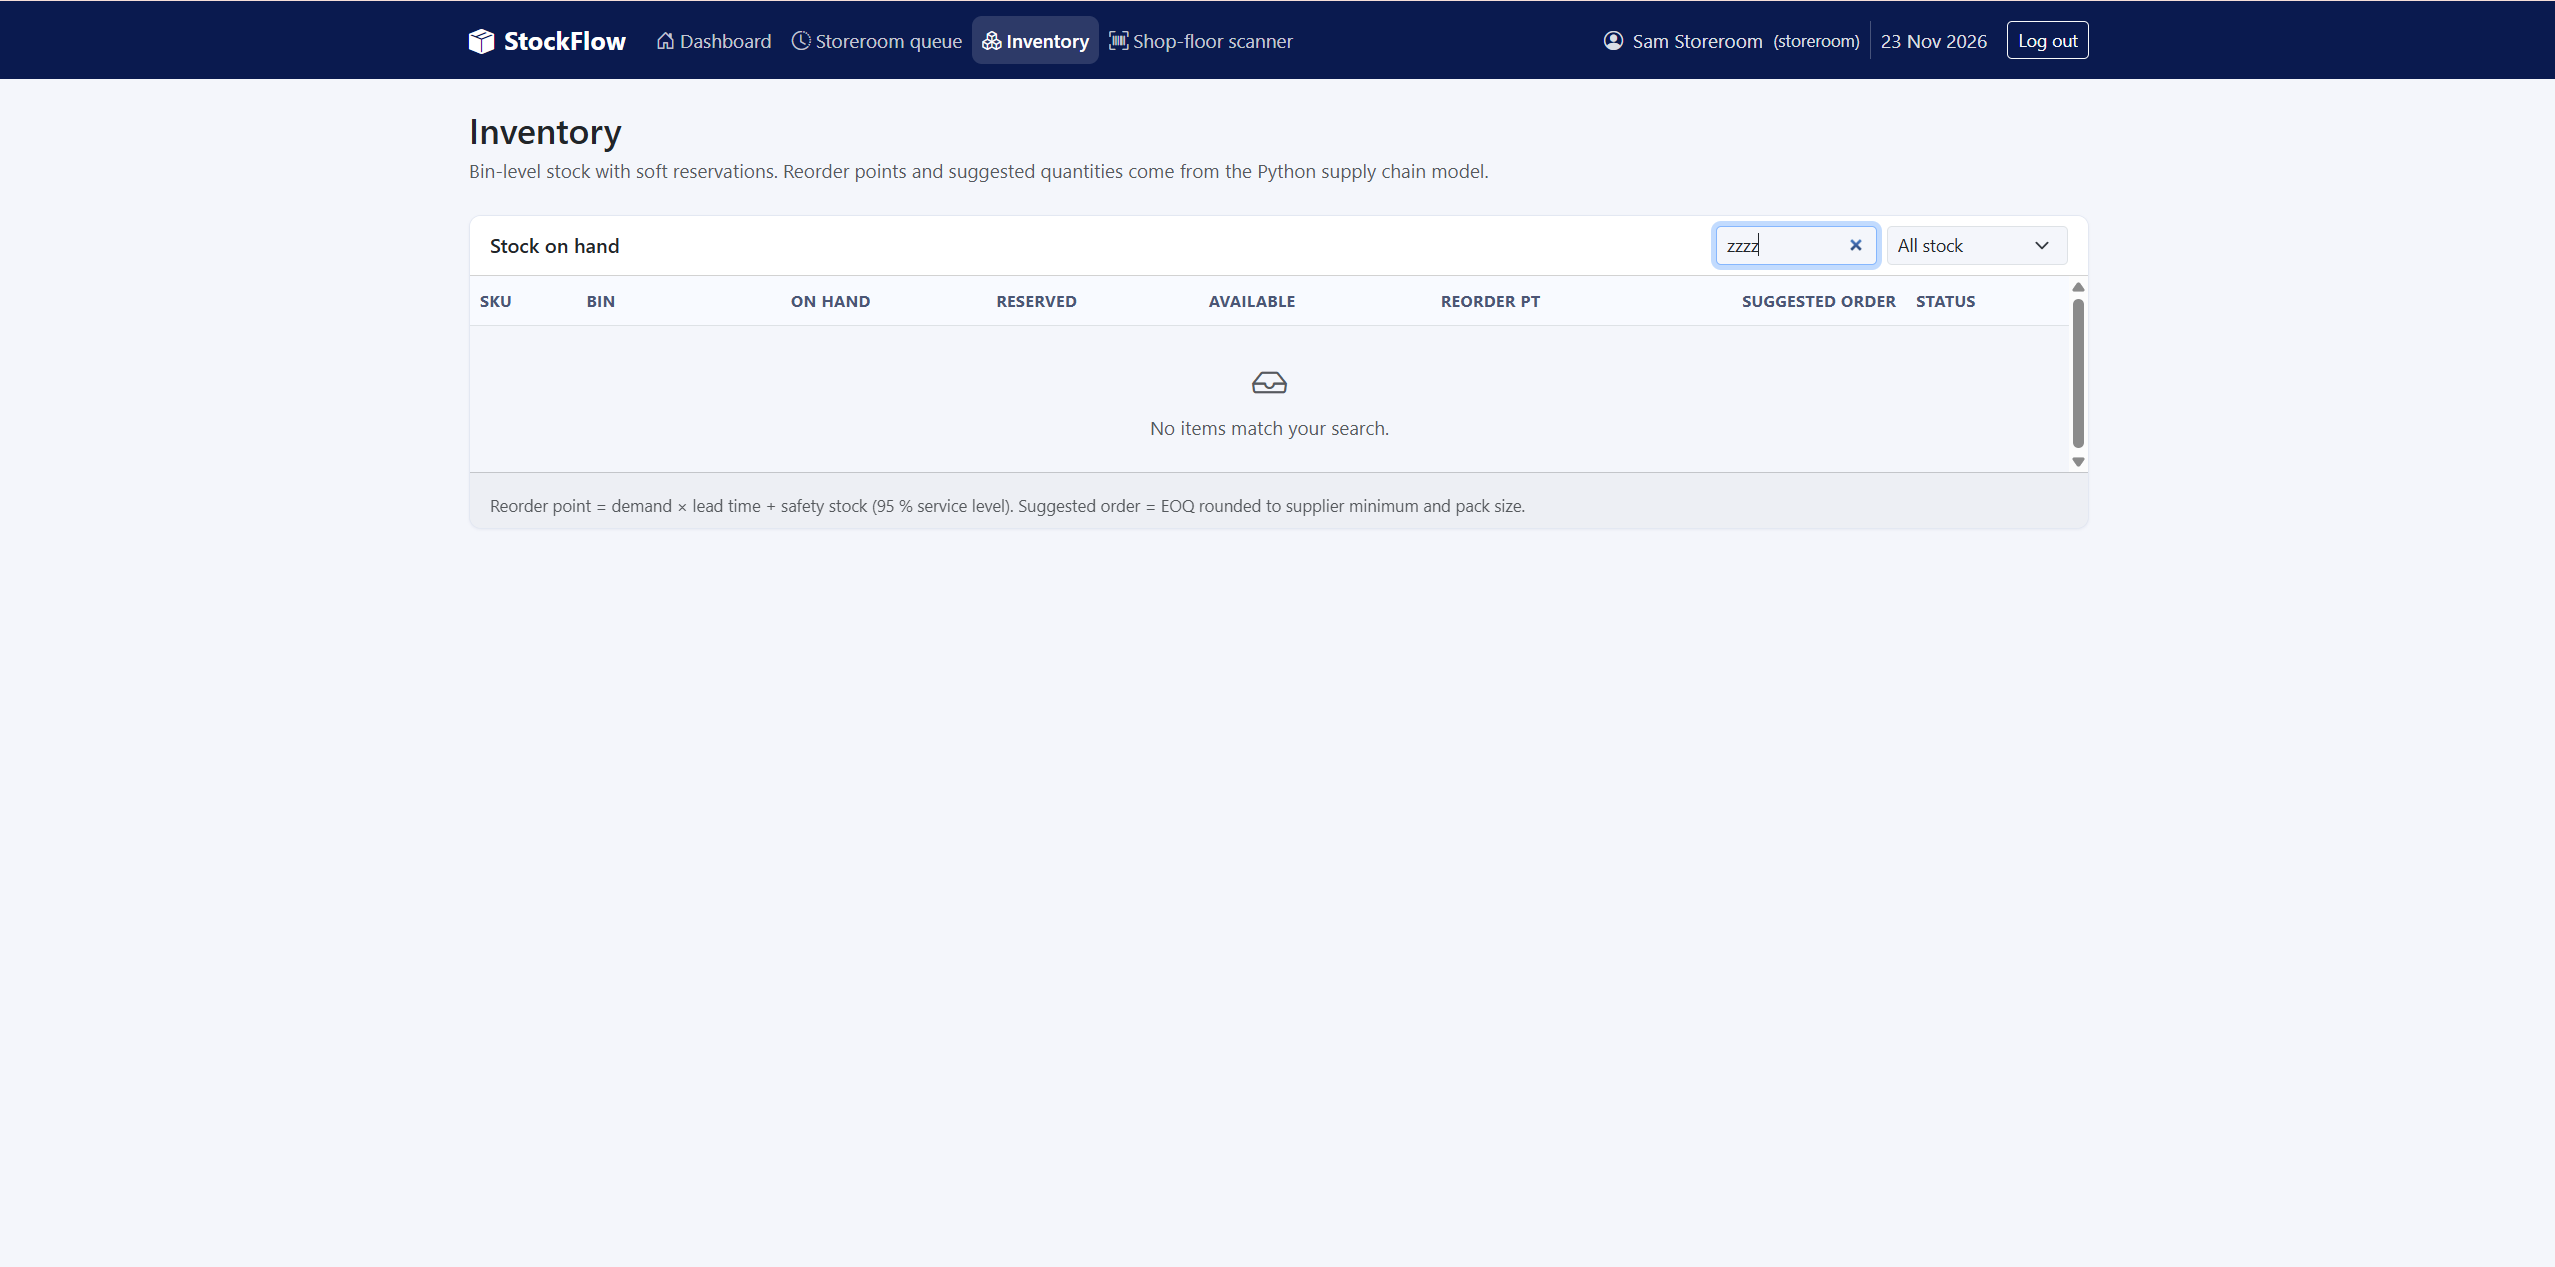 StockFlow Dashboard Storeroom queue Inventory Shop-floor scanner Sam Storeroom (storeroom) 23 Nov 2026 Log out
Inventory
Bin-level stock with soft reservations. Reorder points and suggested quantities come from the Python supply chain model.
Stock on hand zzzz All stock
SKU BIN ON HAND RESERVED AVAILABLE REORDER PT SUGGESTED ORDER STATUS
No items match your search.
Reorder point = demand × lead time + safety stock (95 % service level). Suggested order = EOQ rounded to supplier minimum and pack size.